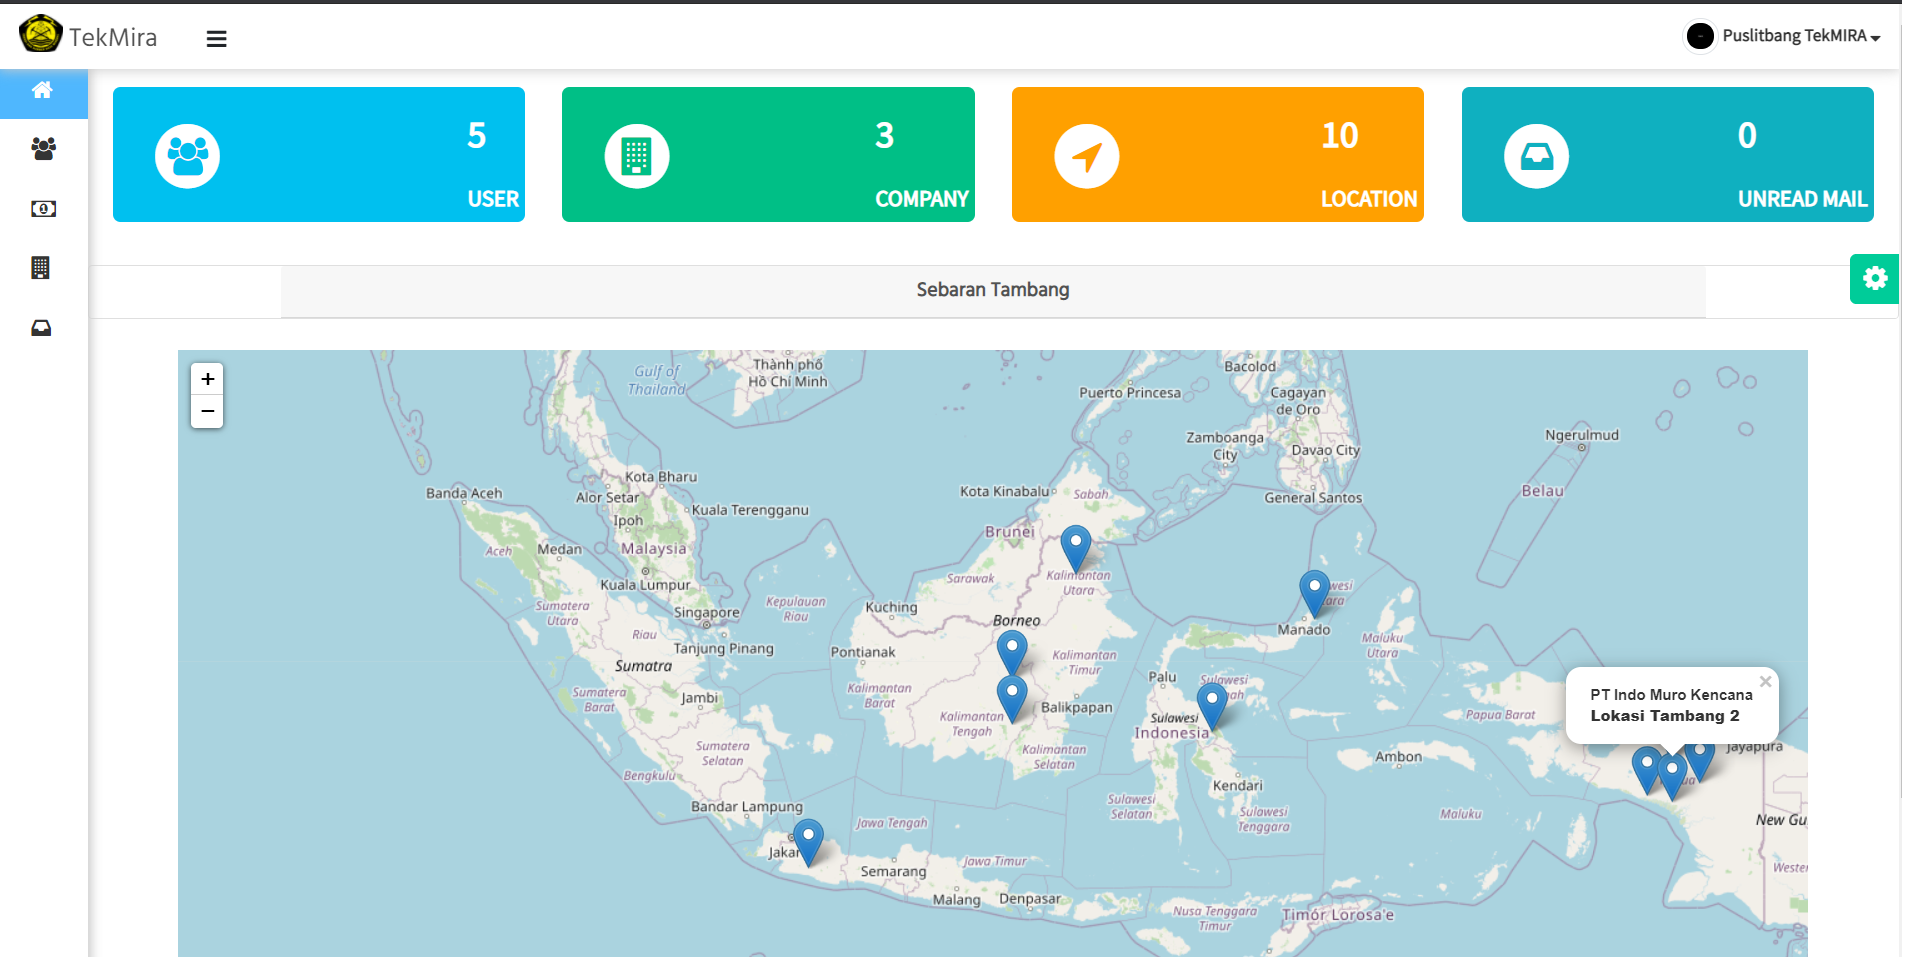 TekMira
Puslitbang TekMIRA
5
USER
3
COMPANY
10
LOCATION
0
UNREAD MAIL
Sebaran Tambang
+
−
Gulf of
Thailand
Thành phố
Hồ Chí Minh
Puerto Princesa
Bacolod
Cagayan
de Oro
Zamboanga
City
Davao City
General Santos
Ngerulmud
Belau
Kota Bharu
Alor Setar
Kuala Terengganu
Ipoh
Banda Aceh
Aceh
Medan
Malaysia
Kuala Lumpur
Kota Kinabalu
Sabah
Brunei
Kalimantan
Utara
Sarawak
Sumatera
Utara
Singapore
Kepulauan
Riau
Kuching
Borneo
Manado
Maluku
Utara
Riau
Tanjung Pinang
Sumatra
Pontianak
Kalimantan
Timur
Palu
Sumatera
Barat
Jambi
Kalimantan
Barat
Kalimantan
Tengah
Balikpapan
Sulawesi
Sulawesi
Indonesia
Papua Barat
PT Indo Muro Kencana
Lokasi Tambang 2
×
Jayapura
Sumatera
Selatan
Kalimantan
Selatan
Ambon
Bengkulu
Kendari
Bandar Lampung
Sulawesi
Selatan
Sulawesi
Tenggara
Maluku
New Gu
Jawa Tengah
Jakar
Semarang
Jawa Timur
Wester
Malang
Denpasar
Nusa Tenggara
Timur
Timór Lorosa'e